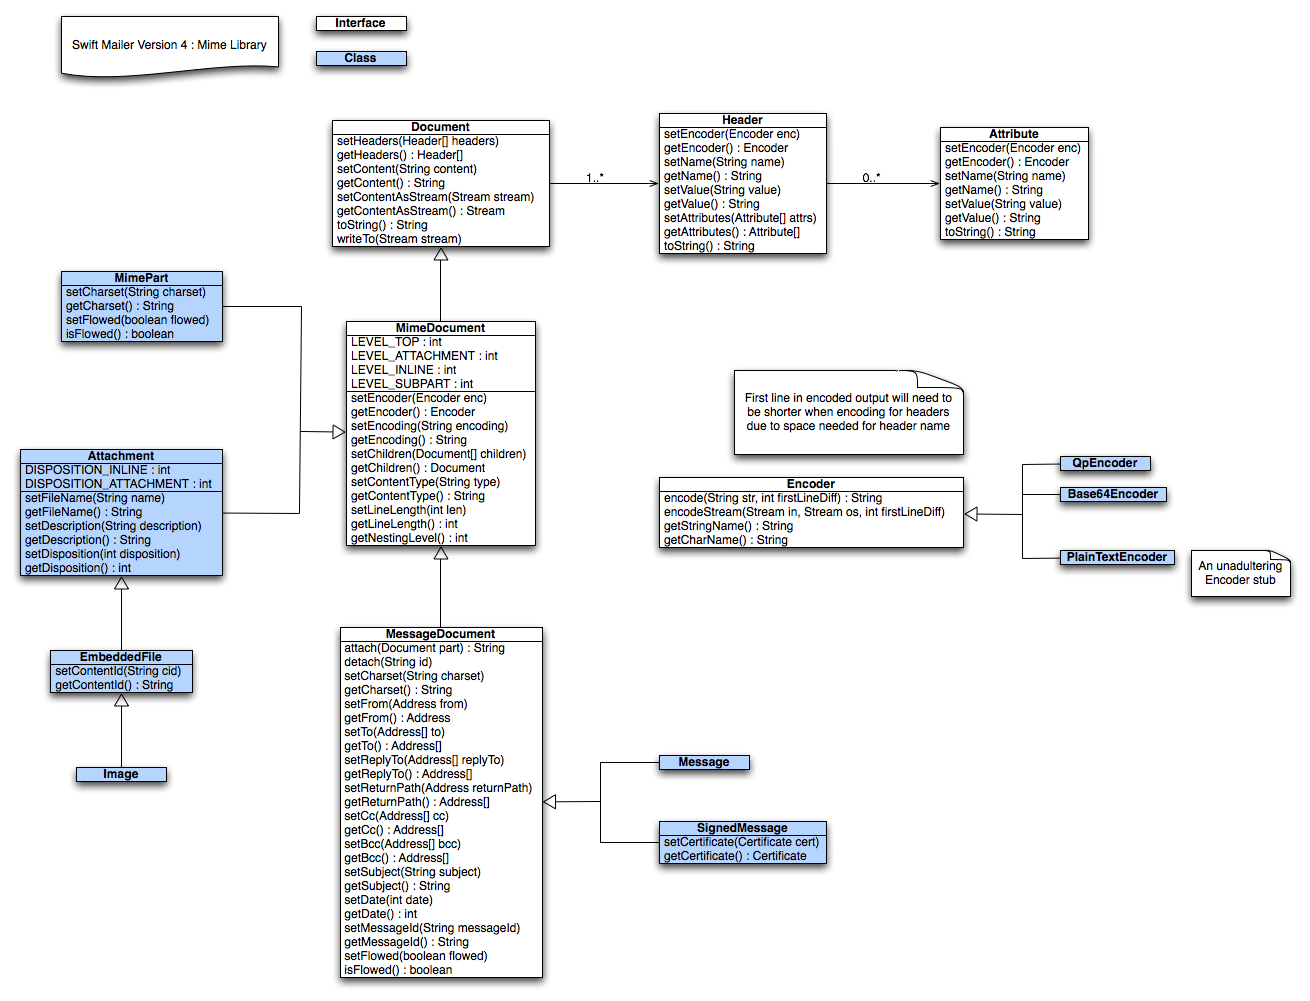 Swift Mailer Version 4 : Mime Library
Interface
Class
Document
setHeaders(Header[] headers)
getHeaders() : Header[]
setContent(String content)
getContent() : String
setContentAsStream(Stream stream)
getContentAsStream() : Stream
toString() : String
writeTo(Stream stream)
1..*
Header
setEncoder(Encoder enc)
getEncoder() : Encoder
setName(String name)
getName() : String
setValue(String value)
getValue() : String
setAttributes(Attribute[] attrs)
getAttributes() : Attribute[]
toString() : String
0..*
Attribute
setEncoder(Encoder enc)
getEncoder() : Encoder
setName(String name)
getName() : String
setValue(String value)
getValue() : String
toString() : String
MimePart
setCharset(String charset)
getCharset() : String
setFlowed(boolean flowed)
isFlowed() : boolean
MimeDocument
LEVEL_TOP : int
LEVEL_ATTACHMENT : int
LEVEL_INLINE : int
LEVEL_SUBPART : int
setEncoder(Encoder enc)
getEncoder() : Encoder
setEncoding(String encoding)
getEncoding() : String
setChildren(Document[] children)
getChildren() : Document
setContentType(String type)
getContentType() : String
setLineLength(int len)
getLineLength() : int
getNestingLevel() : int
First line in encoded output will need to
be shorter when encoding for headers
due to space needed for header name
Attachment
DISPOSITION_INLINE : int
DISPOSITION_ATTACHMENT : int
setFileName(String name)
getFileName() : String
setDescription(String description)
getDescription() : String
setDisposition(int disposition)
getDisposition() : int
Encoder
encode(String str, int firstLineDiff) : String
encodeStream(Stream in, Stream os, int firstLineDiff)
getStringName() : String
getCharName() : String
QpEncoder
Base64Encoder
PlainTextEncoder
An unadultering
Encoder stub
EmbeddedFile
setContentId(String cid)
getContentId() : String
Image
MessageDocument
attach(Document part) : String
detach(String id)
setCharset(String charset)
getCharset() : String
setFrom(Address from)
getFrom() : Address
setTo(Address[] to)
getTo() : Address[]
setReplyTo(Address[] replyTo)
getReplyTo() : Address[]
setReturnPath(Address returnPath)
getReturnPath() : Address[]
setCc(Address[] cc)
getCc() : Address[]
setBcc(Address[] bcc)
getBcc() : Address[]
setSubject(String subject)
getSubject() : String
setDate(int date)
getDate() : int
setMessageId(String messageId)
getMessageId() : String
setFlowed(boolean flowed)
isFlowed() : boolean
Message
SignedMessage
setCertificate(Certificate cert)
getCertificate() : Certificate